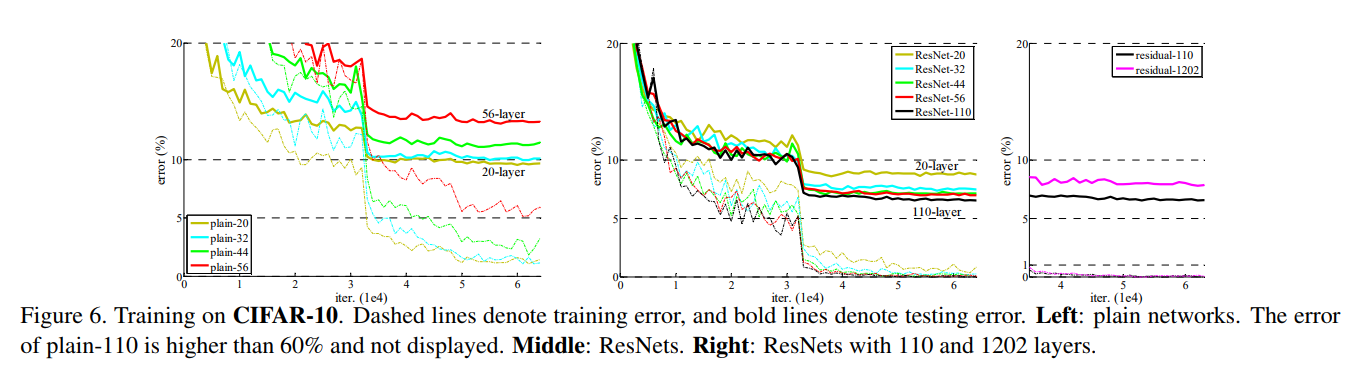 20
10
5
0
error (%)
0 1 2 3 4 5 6
iter. (1e4)
56-layer
20-layer
plain-20
plain-32
plain-44
plain-56
20
10
5
0
error (%)
0 1 2 3 4 5 6
iter. (1e4)
ResNet-20
ResNet-32
ResNet-44
ResNet-56
ResNet-110
20-layer
110-layer
20
10
5
1
0
error (%)
4 5 6
iter. (1e4)
residual-110
residual-1202
Figure 6. Training on CIFAR-10. Dashed lines denote training error, and bold lines denote testing error. Left: plain networks. The error
of plain-110 is higher than 60% and not displayed. Middle: ResNets. Right: ResNets with 110 and 1202 layers.